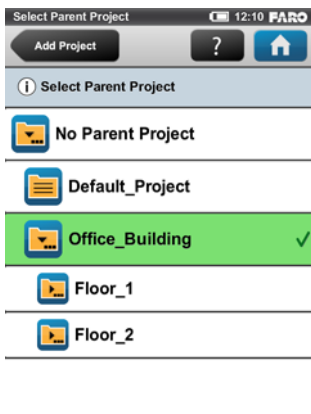 Select Parent Project 12:10 FARO
Add Project ?
i Select Parent Project
No Parent Project
Default_Project
Office_Building
Floor_1
Floor_2